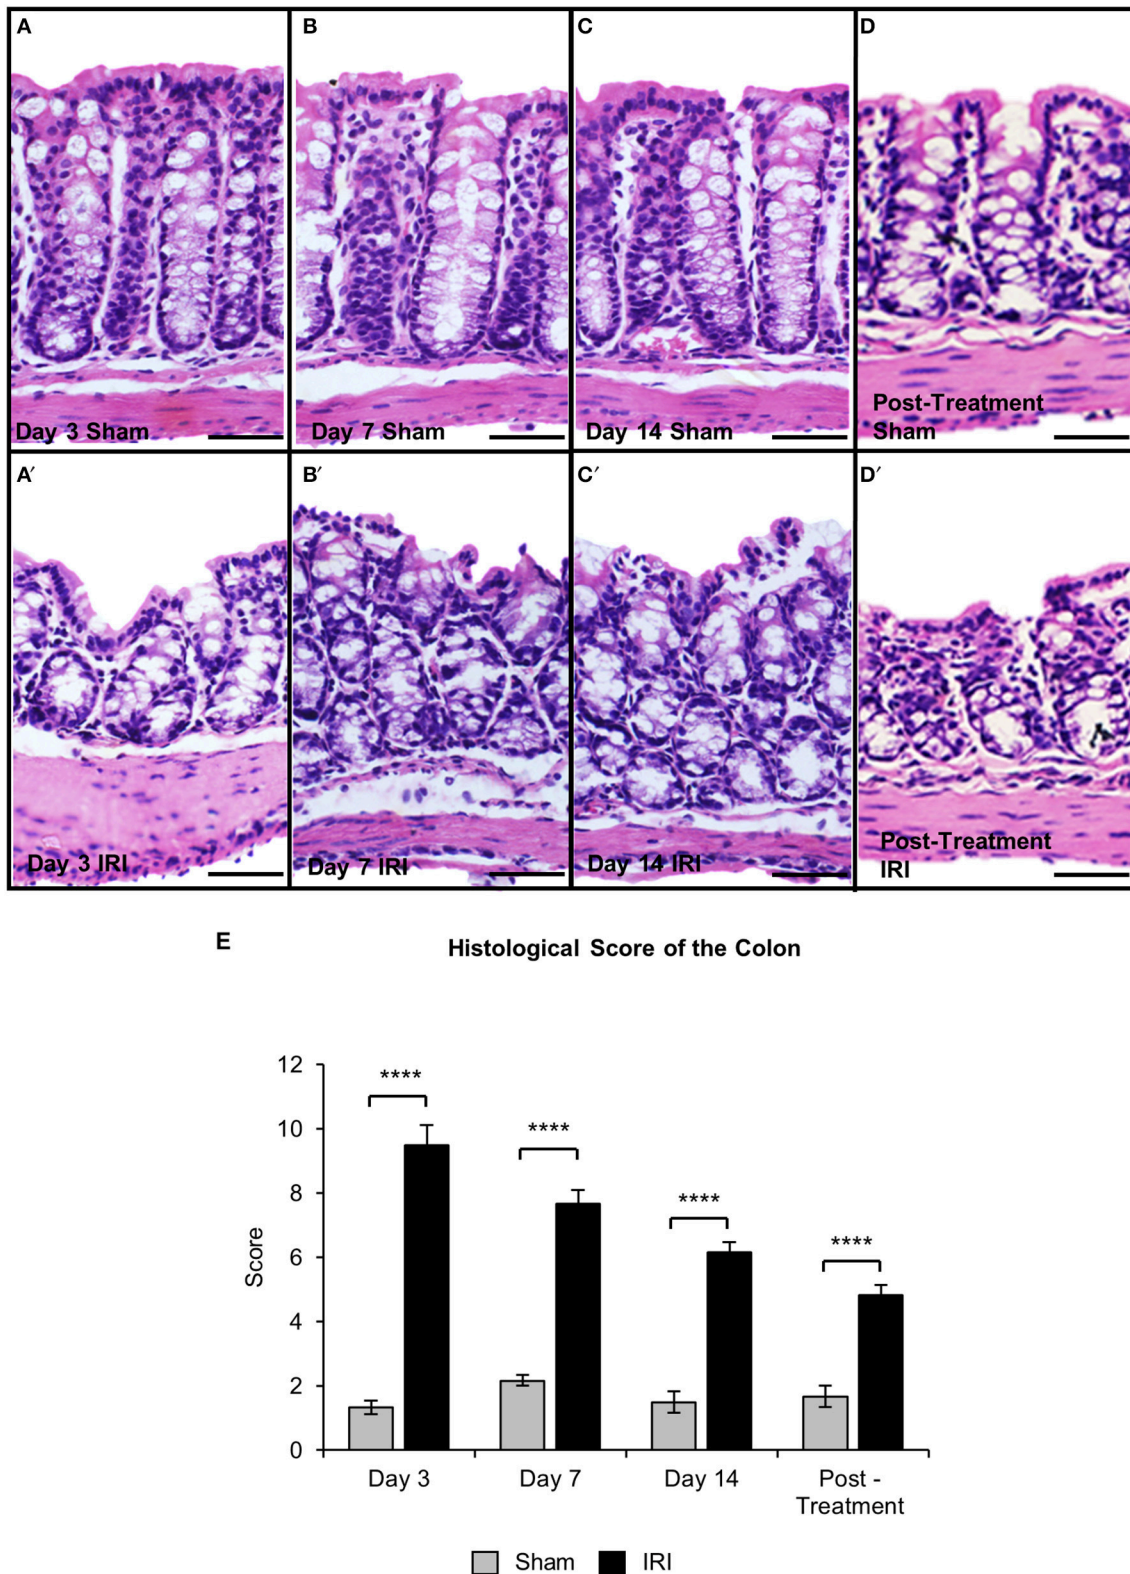 A
B
C
D
Day 3 Sham
Day 7 Sham
Day 14 Sham
Post-Treatment
Sham
A′
B′
C′
D′
Day 3 IRI
Day 7 IRI
Day 14 IRI
Post-Treatment
IRI
E
Histological Score of the Colon
12
10
8
6
4
2
0
Score
****
****
****
****
Day 3
Day 7
Day 14
Post -
Treatment
Sham
IRI